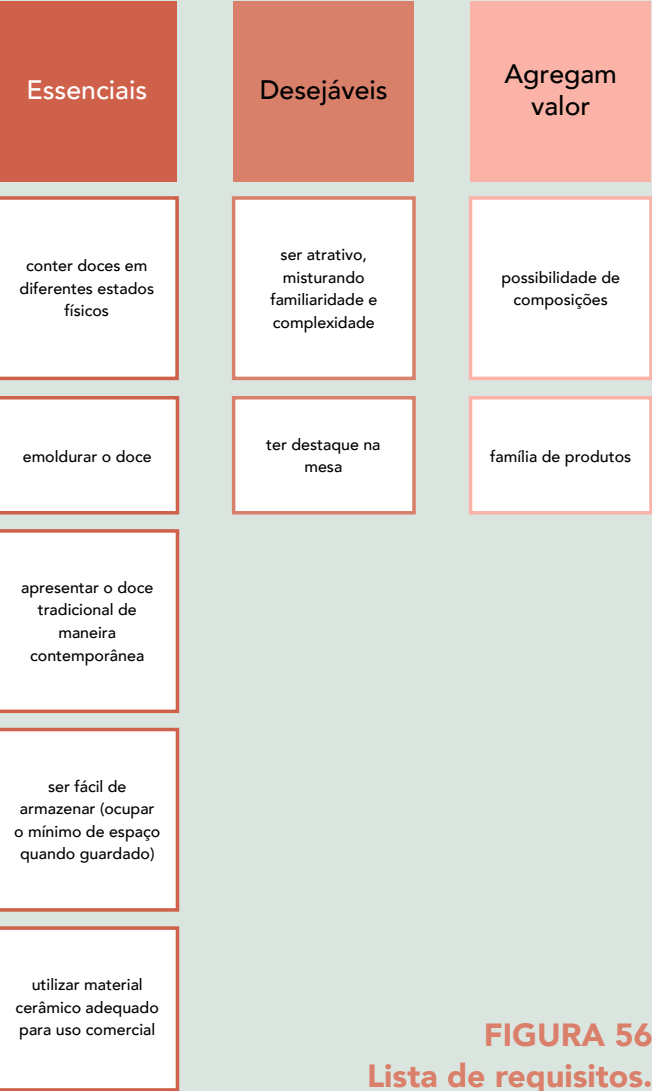 Essenciais
conter doces em
diferentes estados
físicos
emoldurar o doce
apresentar o doce
tradicional de
maneira
contemporânea
ser fácil de
armazenar (ocupar
o mínimo de espaço
quando guardado)
utilizar material
cerâmico adequado
para uso comercial
Desejáveis
ser atrativo,
misturando
familiaridade e
complexidade
ter destaque na
mesa
Agregam
valor
possibilidade de
composições
família de produtos
FIGURA 56
Lista de requisitos.